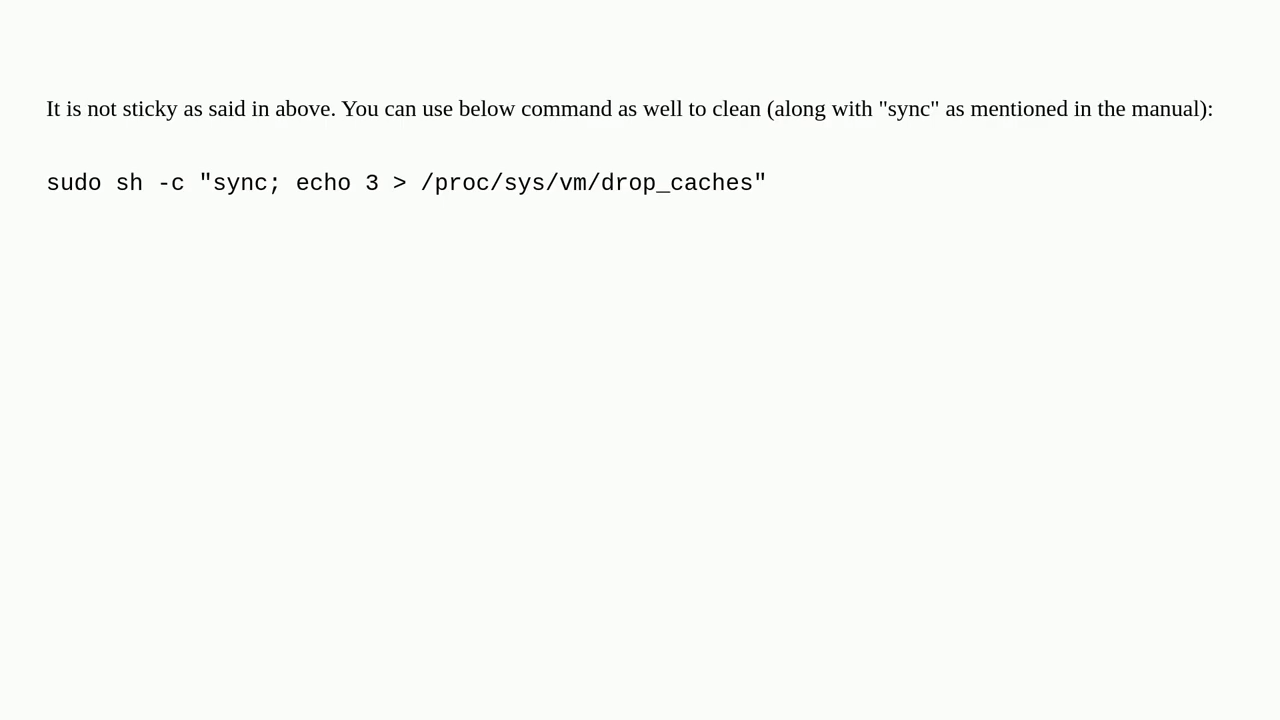 It is not sticky as said in above. You can use below command as well to clean (along with "sync" as mentioned in the manual):
sudo sh -c "sync; echo 3 > /proc/sys/vm/drop_caches"